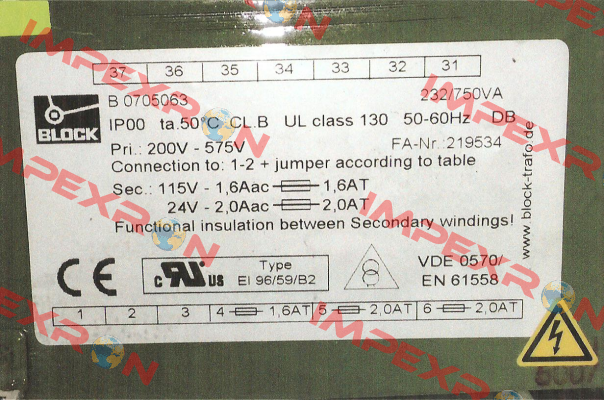 37 36 35 34 33 32 31
BLOCK
B 0705063 232/750VA
IP00 ta.50°C CL.B UL class 130 50-60Hz DB
Pri.: 200V - 575V FA-Nr.:219534
Connection to: 1-2 + jumper according to table
Sec.: 115V - 1,6Aac 1,6AT
24V - 2,0Aac 2,0AT
Functional insulation between Secondary windings!
www.block-trafo.de
CE
c RU US
Type
EI 96/59/B2
VDE 0570/
EN 61558
1 2 3 4 1,6AT 5 2,0AT 6 2,0AT
IMPEXRON
IMPEXRON
IMPEXRON
IMPEXRON